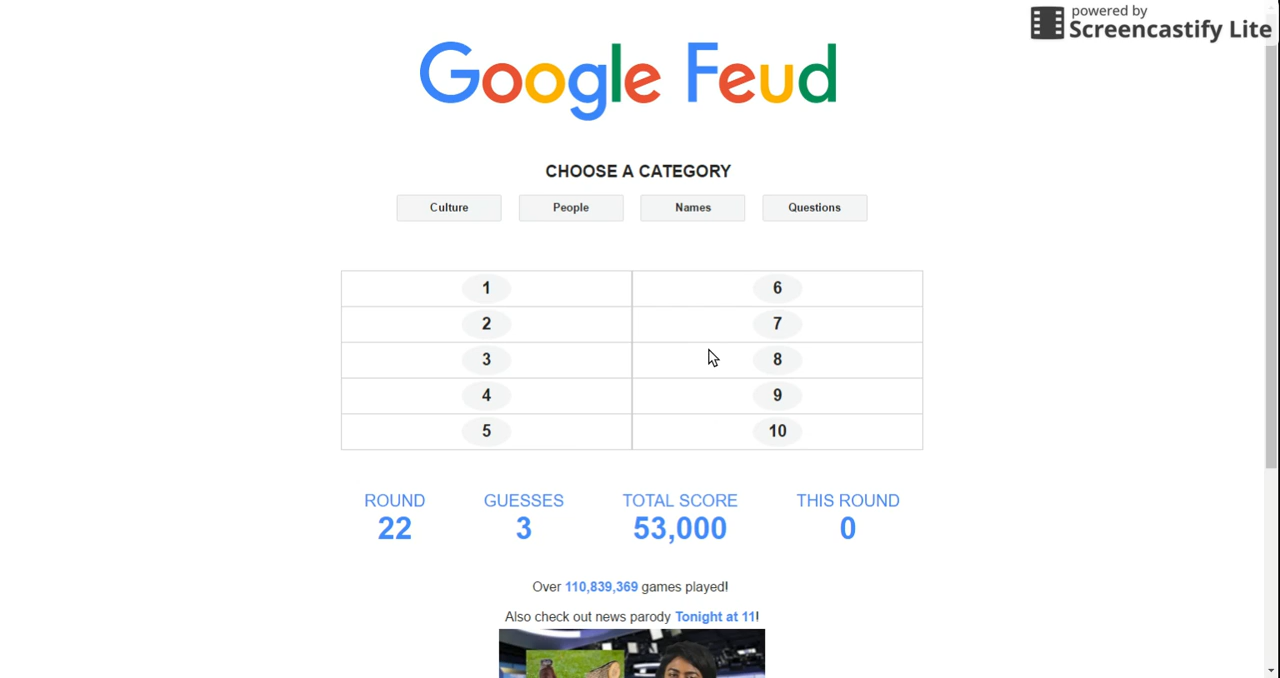 powered by
Screencastify Lite
Google Feud
CHOOSE A CATEGORY
Culture People Names Questions
1 6
2 7
3 8
4 9
5 10
ROUND GUESSES TOTAL SCORE THIS ROUND
22 3 53,000 0
Over 110,839,369 games played!
Also check out news parody Tonight at 11!